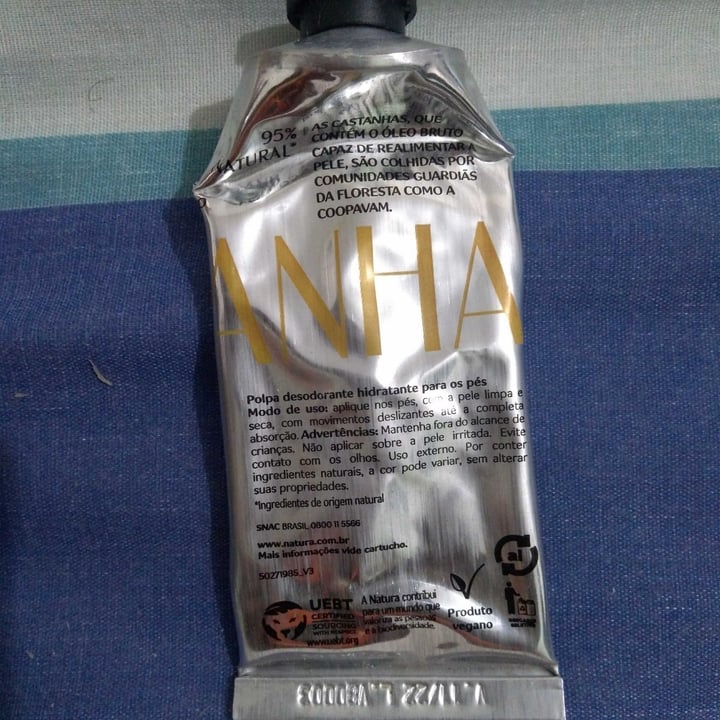 95%
NATURAL*
AS CASTANHAS, QUE
CONTÊM O ÓLEO BRUTO
CAPAZ DE REALIMENTAR A
PELE, SÃO COLHIDAS POR
COMUNIDADES GUARDIÃS
DA FLORESTA COMO A
COOPAVAM.
ANHA
Polpa desodorante hidratante para os pés
Modo de uso: aplique nos pés, com a pele limpa e
seca, com movimentos deslizantes até a completa
absorção. Advertências: Mantenha fora do alcance de
crianças. Não aplicar sobre a pele irritada. Evite
contato com os olhos. Uso externo. Por conter
ingredientes naturais, a cor pode variar, sem alterar
suas propriedades.
*Ingredientes de origem natural
SNAC BRASIL 0800 11 5566
www.natura.com.br
Mais informações vide cartucho.
50271985_V3
al
UEBT
CERTIFIED
SOURCING
WITH RESPECT
www.uebt.org
A Natura contribui
para um mundo que
valoriza as pessoas
e a biodiversidade.
Produto
vegano
V. 11/22 L.